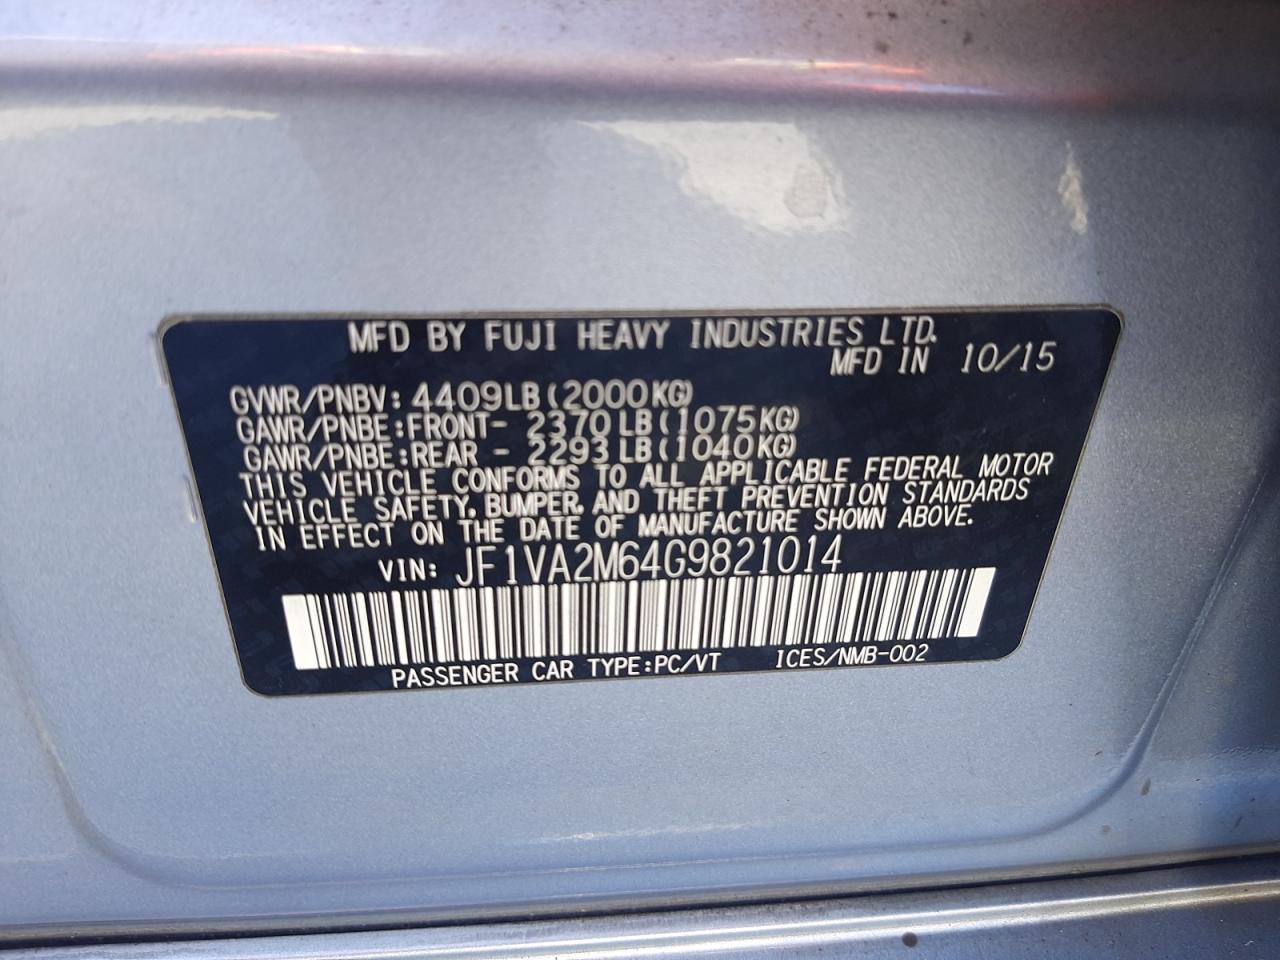 MFD BY FUJI HEAVY INDUSTRIES LTD.
MFD IN 10/15
GVWR/PNBV: 4409LB(2000KG)
GAWR/PNBE:FRONT- 2370LB(1075KG)
GAWR/PNBE:REAR - 2293LB(1040KG)
THIS VEHICLE CONFORMS TO ALL APPLICABLE FEDERAL MOTOR
VEHICLE SAFETY, BUMPER, AND THEFT PREVENTION STANDARDS
IN EFFECT ON THE DATE OF MANUFACTURE SHOWN ABOVE.
VIN: JF1VA2M64G9821014
PASSENGER CAR TYPE:PC/VT ICES/NMB-002